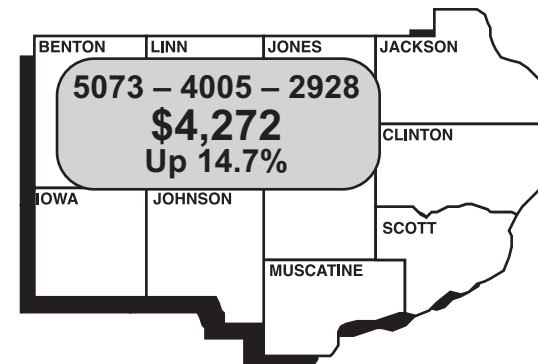 BENTON LINN JONES JACKSON
5073 – 4005 – 2928
$4,272
Up 14.7%
CLINTON
IOWA JOHNSON
SCOTT
MUSCATINE